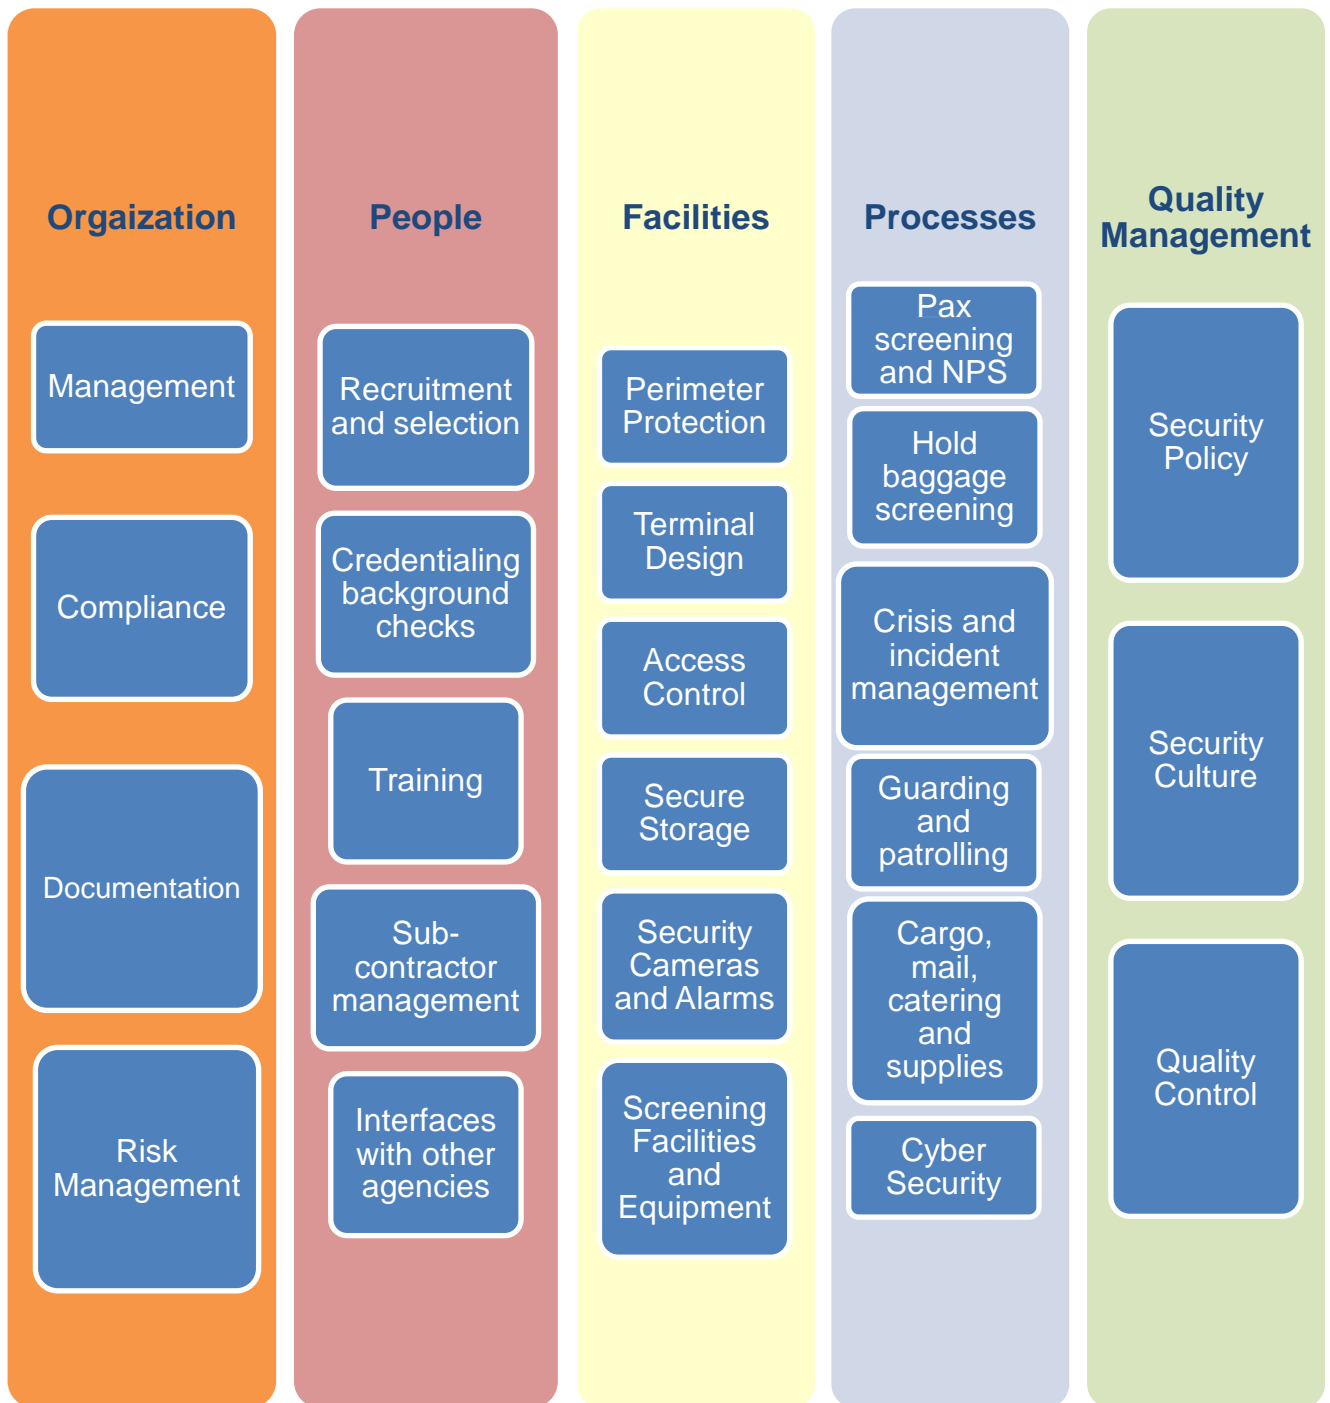 Orgaization
Management
Compliance
Documentation
Risk
Management
People
Recruitment
and selection
Credentialing
background
checks
Training
Sub-
contractor
management
Interfaces
with other
agencies
Facilities
Perimeter
Protection
Terminal
Design
Access
Control
Secure
Storage
Security
Cameras
and Alarms
Screening
Facilities
and
Equipment
Processes
Pax
screening
and NPS
Hold
baggage
screening
Crisis and
incident
management
Guarding
and
patrolling
Cargo,
mail,
catering
and
supplies
Cyber
Security
Quality
Management
Security
Policy
Security
Culture
Quality
Control